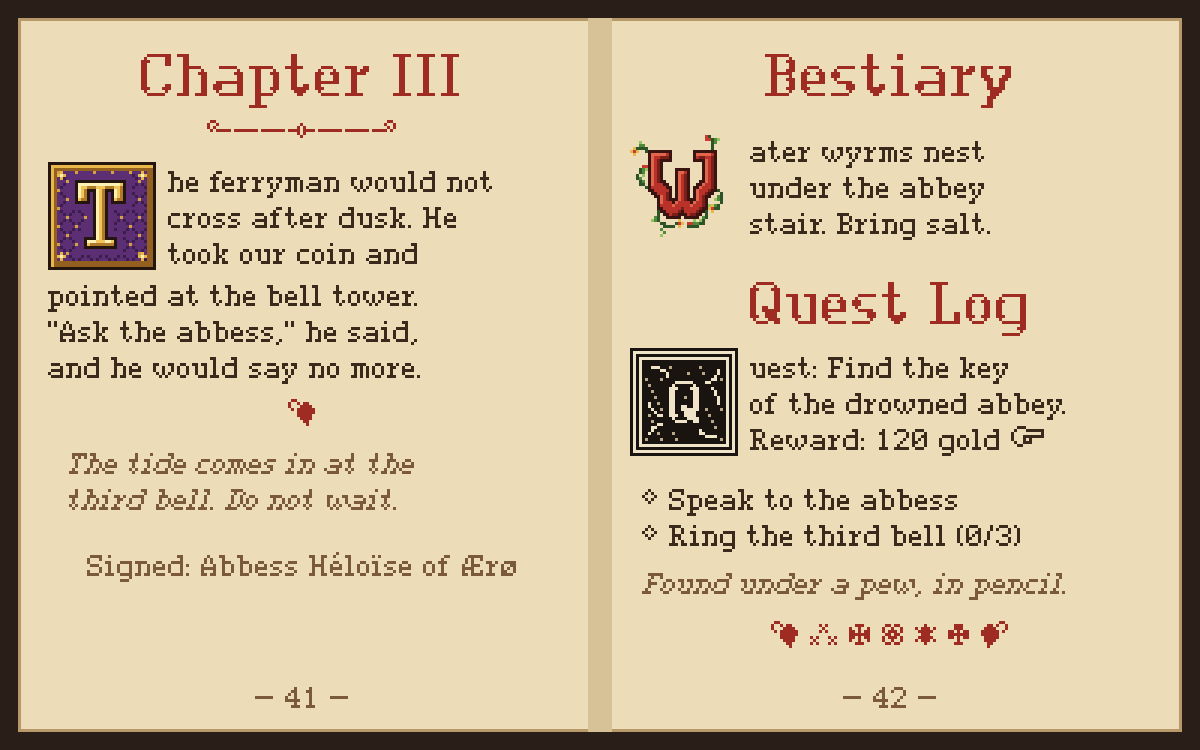 Chapter III
The ferryman would not
cross after dusk. He
took our coin and
pointed at the bell tower.
"Ask the abbess," he said,
and he would say no more.
The tide comes in at the
third bell. Do not wait.
Signed: Abbess Héloïse of Ærø
— 41 —
Bestiary
Water wyrms nest
under the abbey
stair. Bring salt.
Quest Log
Quest: Find the key
of the drowned abbey.
Reward: 120 gold ☞
⋄ Speak to the abbess
⋄ Ring the third bell (0/3)
Found under a pew, in pencil.
— 42 —